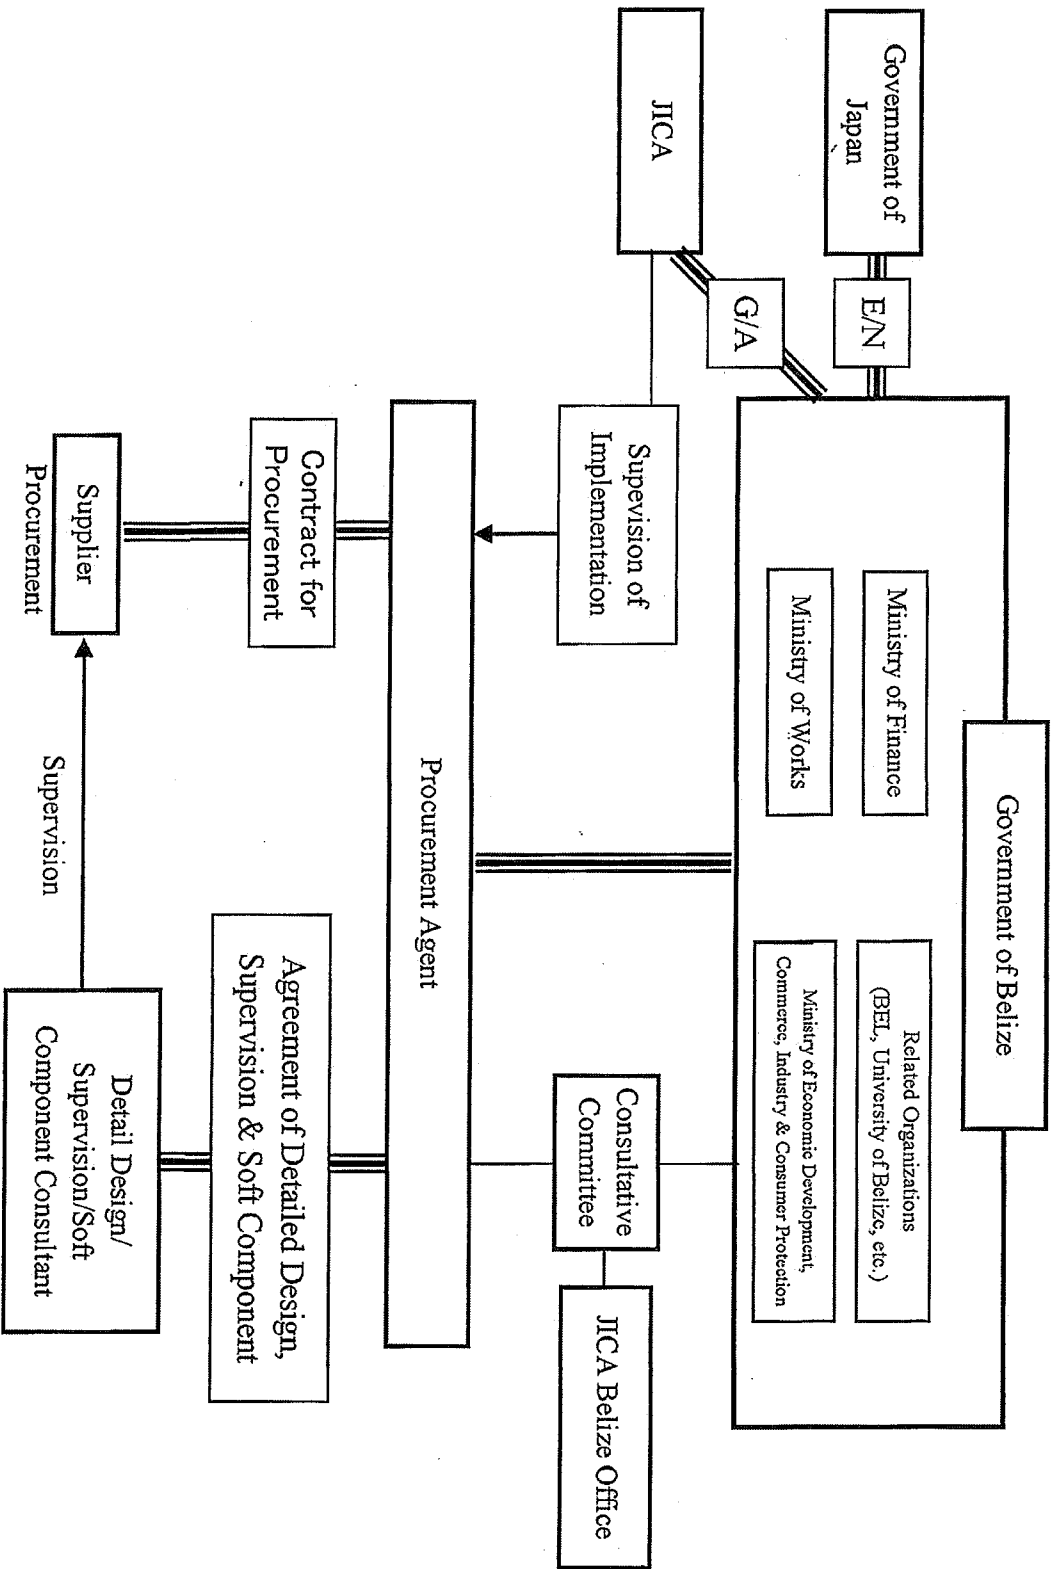 Government of Belize
Government of
Japan
E/N
Ministry of Finance
Related Organizations
(BEL, University of Belize, etc.)
JICA
G/A
Ministry of Works
Ministry of Economic Development,
Commerce, Industry & Consumer Protection
Supevision of
Implementation
Consultative
Committee
JICA Belize Office
Procurement Agent
Contract for
Procurement
Agreement of Detailed Design,
Supervision & Soft Component
Supplier
Procurement
Supervision
Detail Design/
Supervision/Soft
Component Consultant